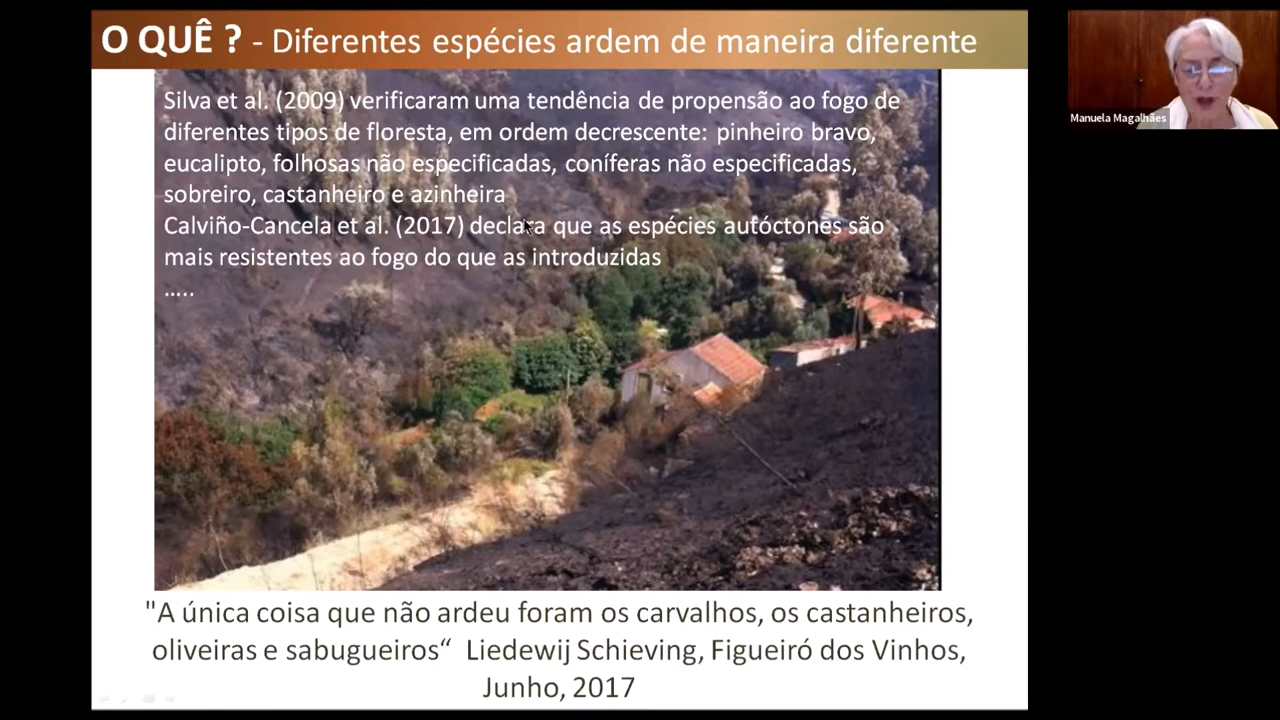 O QUÊ ? - Diferentes espécies ardem de maneira diferente
Silva et al. (2009) verificaram uma tendência de propensão ao fogo de
diferentes tipos de floresta, em ordem decrescente: pinheiro bravo,
eucalipto, folhosas não especificadas, coníferas não especificadas,
sobreiro, castanheiro e azinheira
Calviño-Cancela et al. (2017) declara que as espécies autóctones são
mais resistentes ao fogo do que as introduzidas
.....
"A única coisa que não ardeu foram os carvalhos, os castanheiros,
oliveiras e sabugueiros“ Liedewij Schieving, Figueiró dos Vinhos,
Junho, 2017
Manuela Magalhães